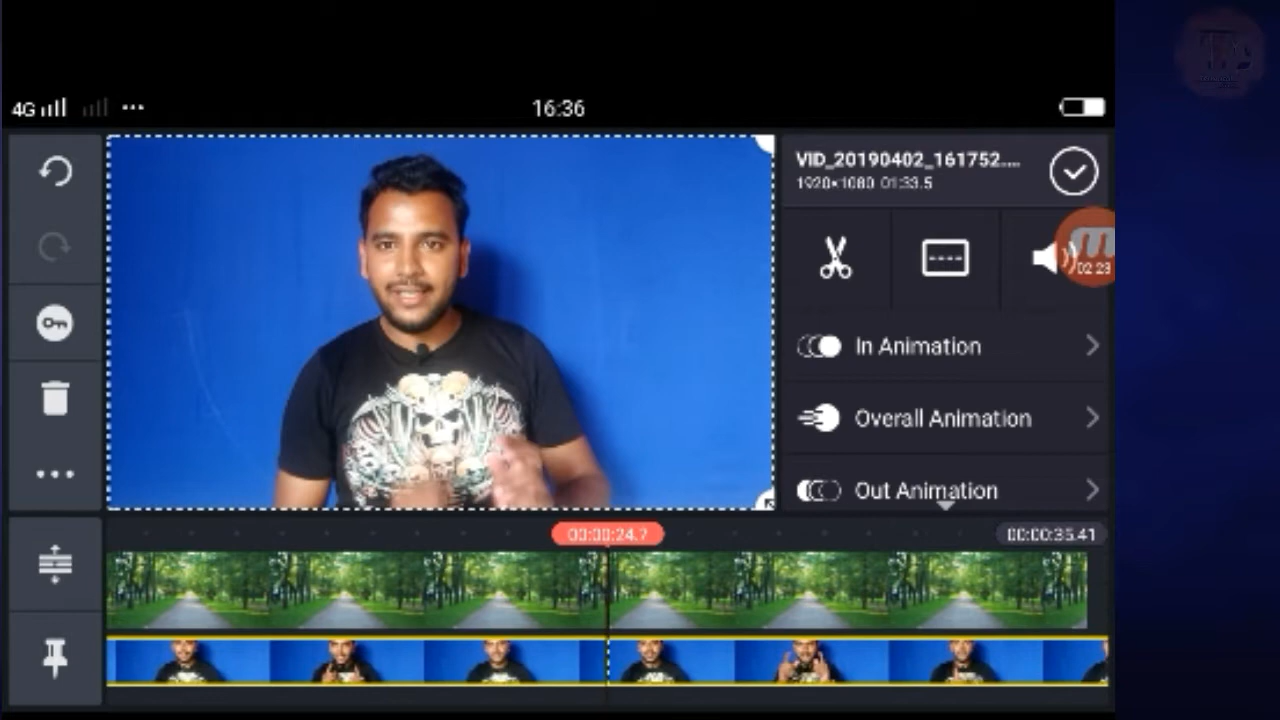 4G
16:36
VID_20190402_161752....
1920×1080 01:33.5
02:23
In Animation
Overall Animation
Out Animation
00:00:24.7
00:00:35.41